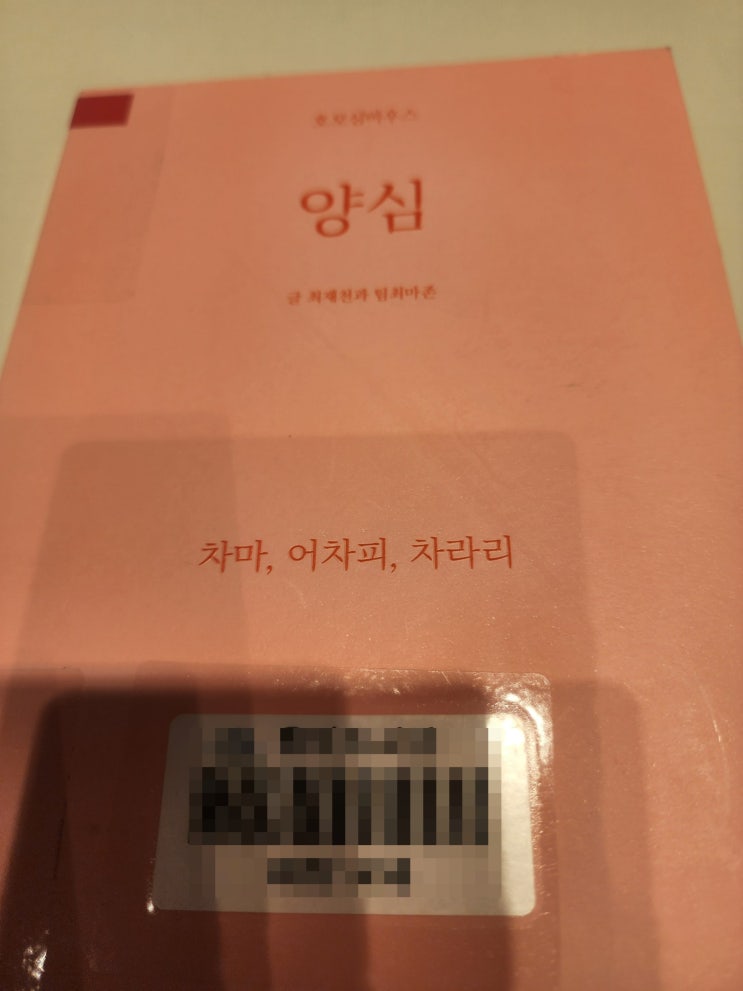 호모심비우스
양심
글 최재천과 팀최마존
차마, 어차피, 차라리